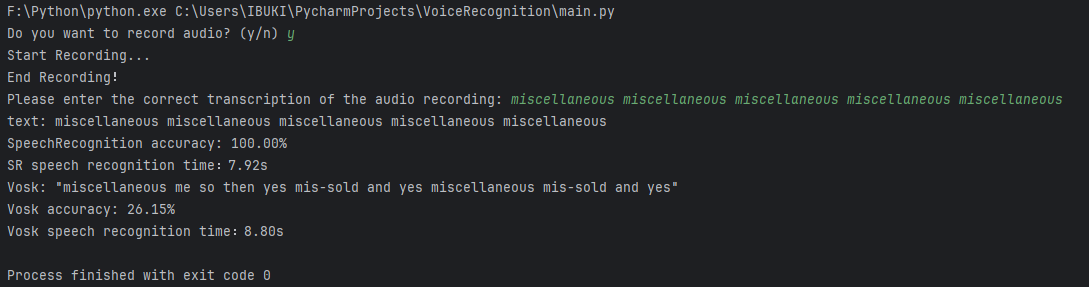 F:\Python\python.exe C:\Users\IBUKI\PycharmProjects\VoiceRecognition\main.py
Do you want to record audio? (y/n) y
Start Recording...
End Recording!
Please enter the correct transcription of the audio recording: miscellaneous miscellaneous miscellaneous miscellaneous miscellaneous
text: miscellaneous miscellaneous miscellaneous miscellaneous miscellaneous
SpeechRecognition accuracy: 100.00%
SR speech recognition time：7.92s
Vosk: "miscellaneous me so then yes mis-sold and yes miscellaneous mis-sold and yes"
Vosk accuracy: 26.15%
Vosk speech recognition time：8.80s
Process finished with exit code 0